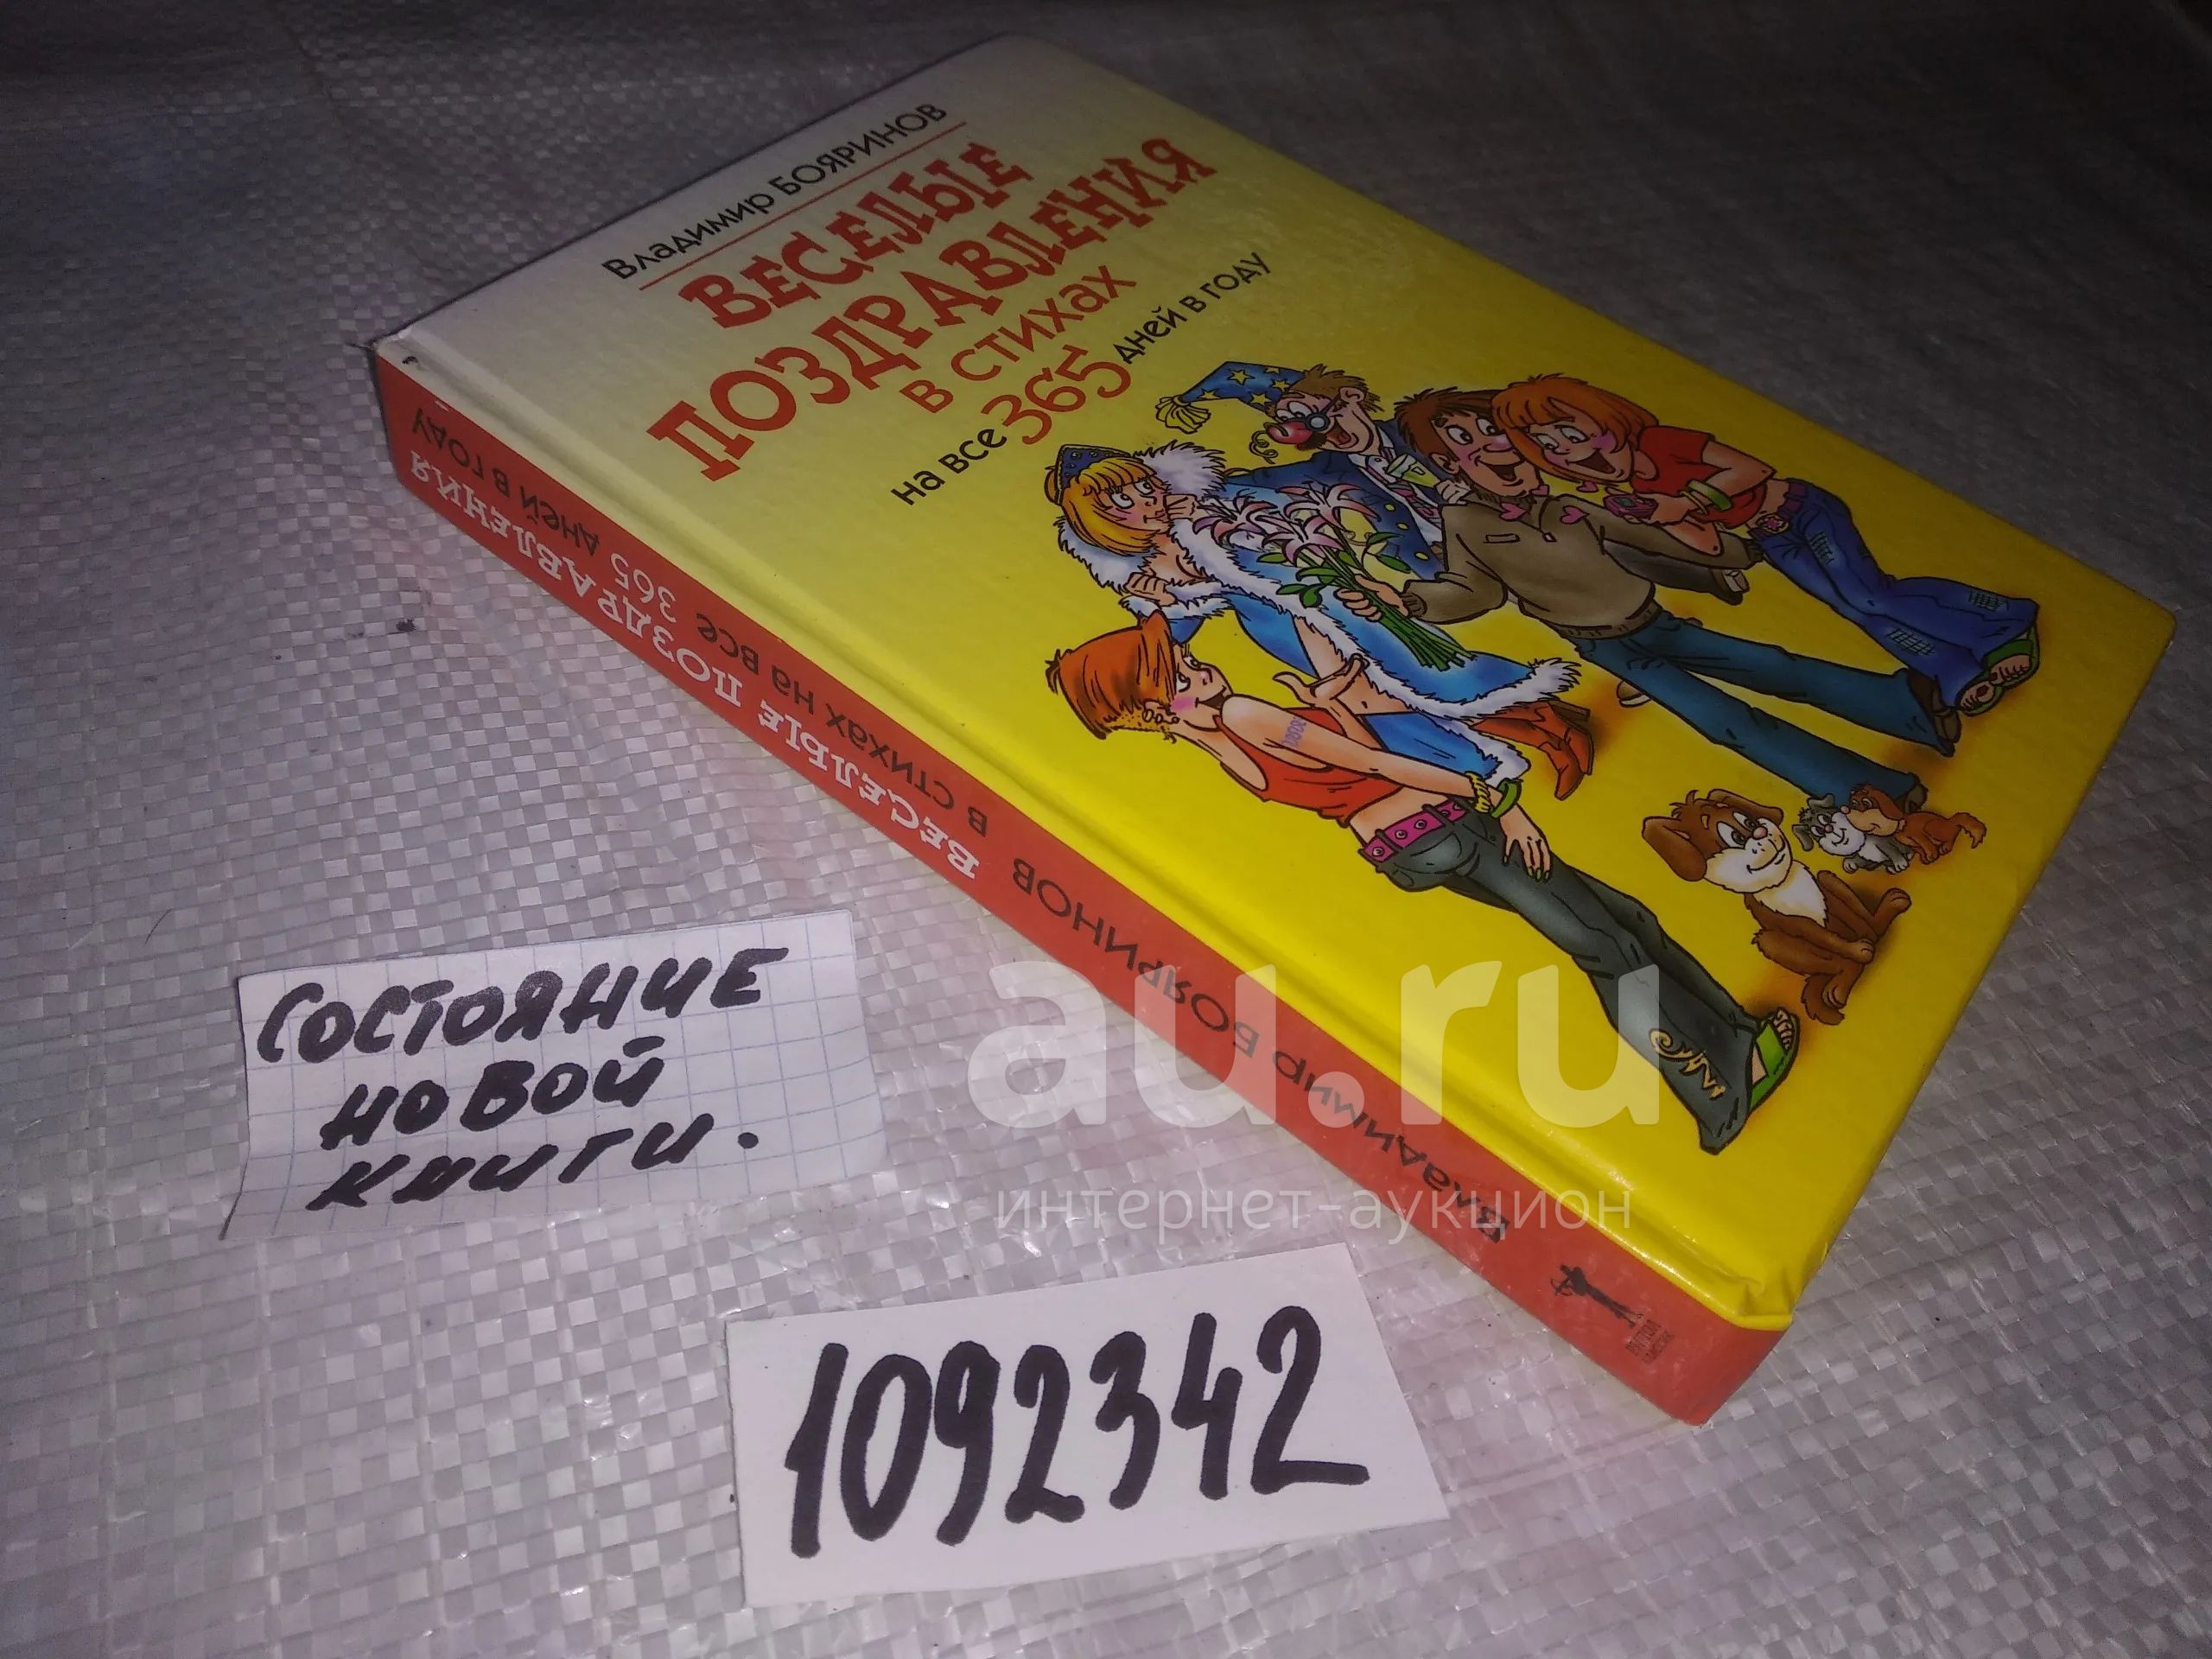 Владимир БОЯРИНОВ
ВЕСЕЛЫЕ
ПОЗДРАВЛЕНИЯ
В СТИХАХ
на все 365 дней в году
Владимир БОЯРИНОВ
ВЕСЁЛЫЕ ПОЗДРАВЛЕНИЯ
в стихах на все 365 дней в году
СОСТОЯНИЕ
НОВОЙ
КНИГИ.
1092342
au.ru
интернет-аукцион